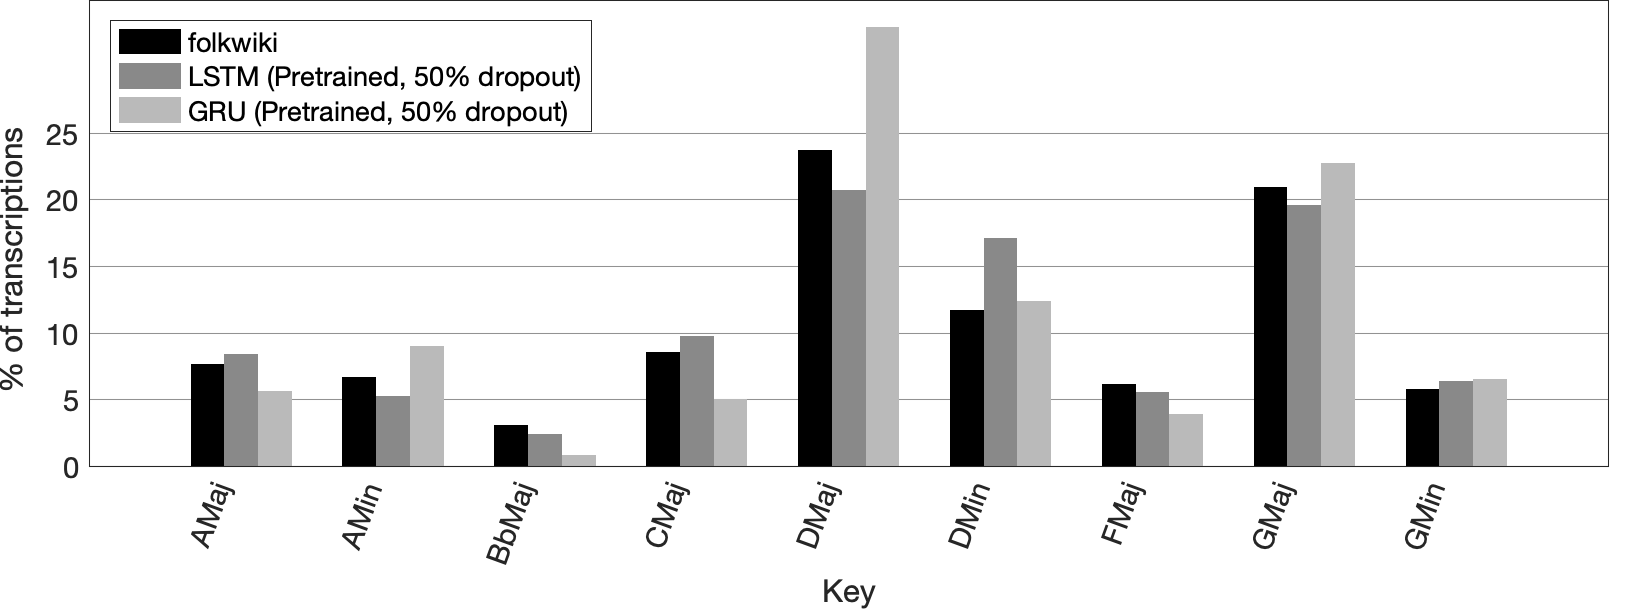 folkwiki
LSTM (Pretrained, 50% dropout)
GRU (Pretrained, 50% dropout)
% of transcriptions
25
20
15
10
5
0
AMaj
AMin
BbMaj
CMaj
DMaj
DMin
FMaj
GMaj
GMin
Key